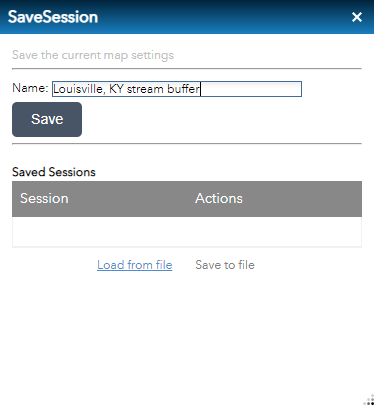 SaveSession
Save the current map settings
Name: Louisville, KY stream buffer
Save
Saved Sessions
Session Actions
Load from file Save to file